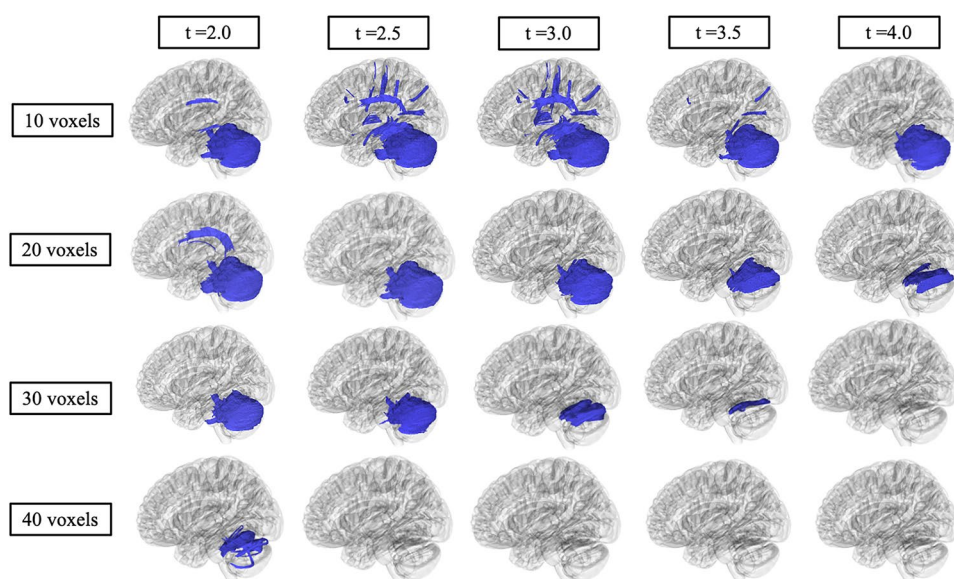 t =2.0
t =2.5
t =3.0
t =3.5
t =4.0
10 voxels
20 voxels
30 voxels
40 voxels